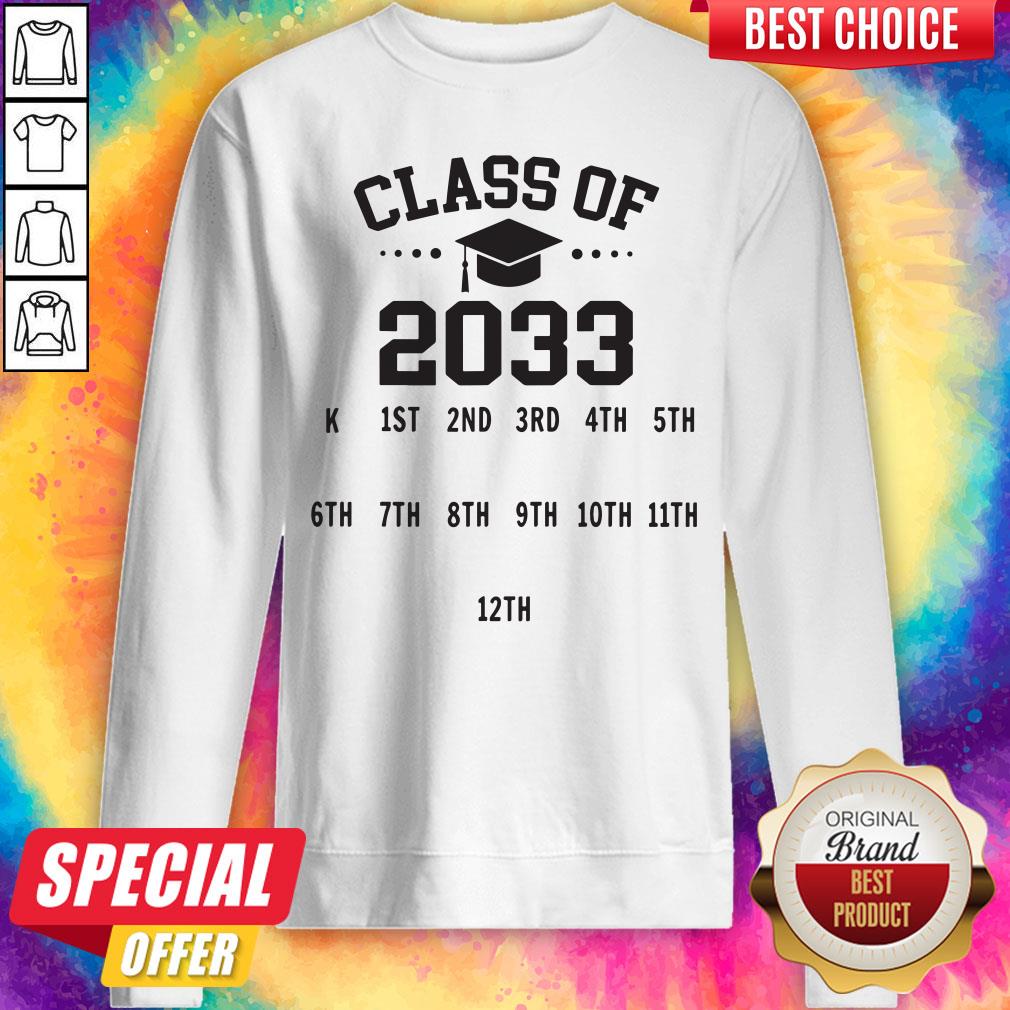 BEST CHOICE
CLASS OF
2033
K 1ST 2ND 3RD 4TH 5TH
6TH 7TH 8TH 9TH 10TH 11TH
12TH
SPECIAL
OFFER
ORIGINAL
Brand
BEST
PRODUCT